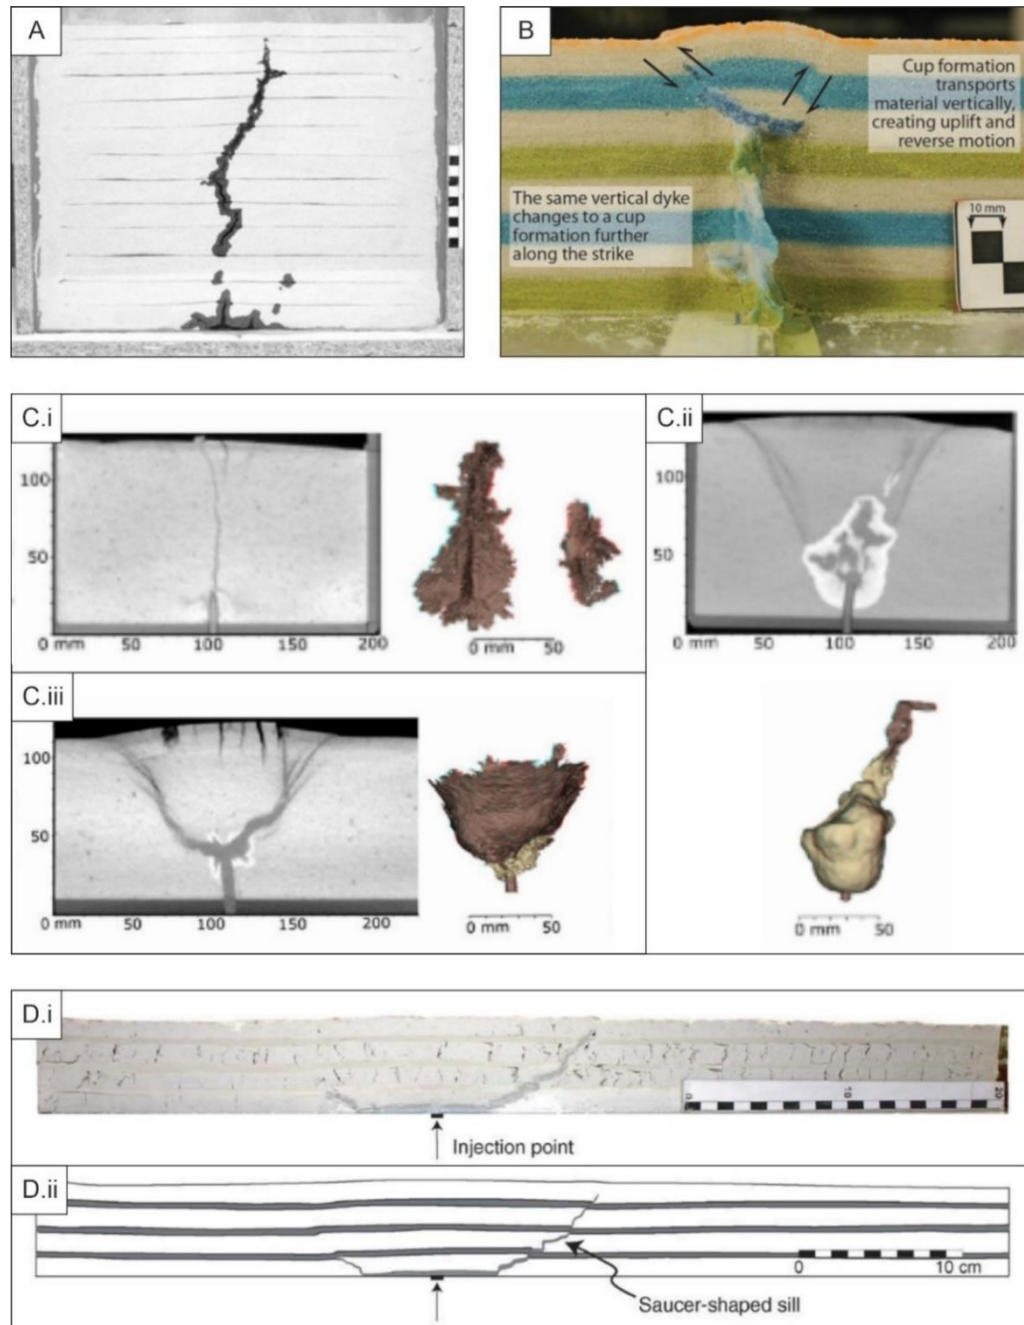 A
B
Cup formation
transports
material vertically,
creating uplift and
reverse motion
The same vertical dyke
changes to a cup
formation further
along the strike
10 mm
C.i
100
50
0 mm 50 100 150 200
0 mm 50
C.ii
100
50
0 mm 50 100 150 200
0 mm 50
C.iii
100
50
0 mm 50 100 150 200
0 mm 50
D.i
0 10 20
Injection point
D.ii
0 10 cm
Saucer-shaped sill